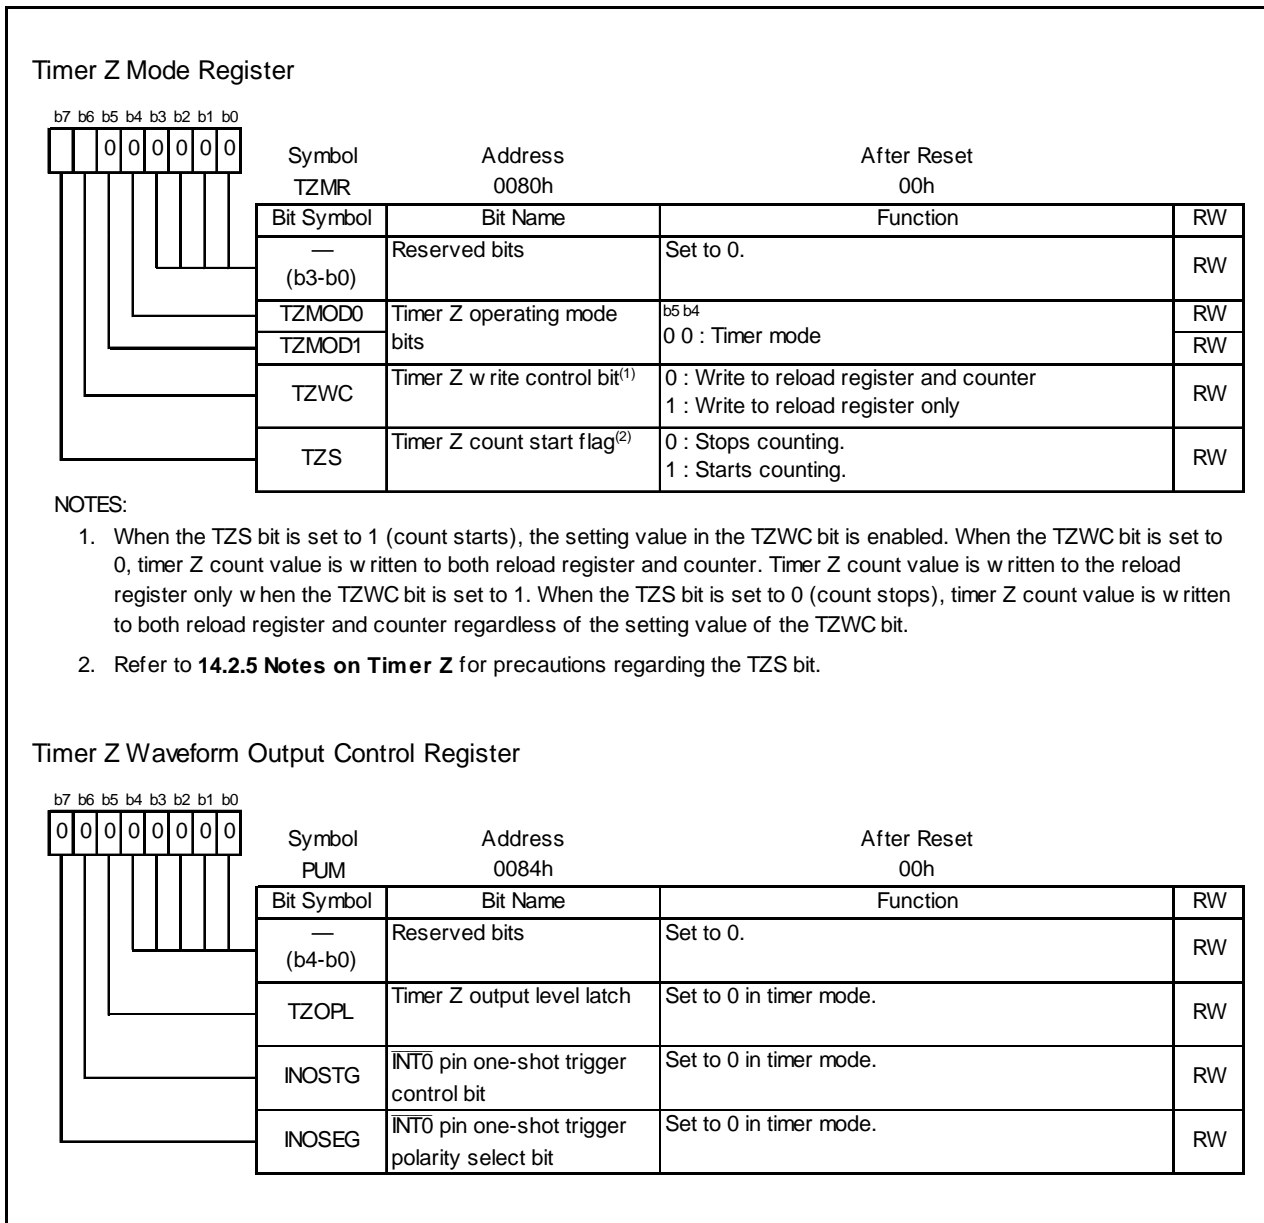 Timer Z Mode Register
b7 b6 b5 b4 b3 b2 b1 b0
0 0 0 0 0 0
Symbol Address After Reset
TZMR 0080h 00h
Bit Symbol Bit Name Function RW
— (b3-b0) Reserved bits Set to 0. RW
TZMOD0 Timer Z operating mode bits b5 b4 RW
TZMOD1 0 0 : Timer mode RW
TZWC Timer Z write control bit(1) 0 : Write to reload register and counter RW
1 : Write to reload register only
TZS Timer Z count start flag(2) 0 : Stops counting. RW
1 : Starts counting.
NOTES:
1. When the TZS bit is set to 1 (count starts), the setting value in the TZWC bit is enabled. When the TZWC bit is set to
0, timer Z count value is written to both reload register and counter. Timer Z count value is written to the reload
register only when the TZWC bit is set to 1. When the TZS bit is set to 0 (count stops), timer Z count value is written
to both reload register and counter regardless of the setting value of the TZWC bit.
2. Refer to 14.2.5 Notes on Timer Z for precautions regarding the TZS bit.
Timer Z Waveform Output Control Register
b7 b6 b5 b4 b3 b2 b1 b0
0 0 0 0 0 0 0 0
Symbol Address After Reset
PUM 0084h 00h
Bit Symbol Bit Name Function RW
— (b4-b0) Reserved bits Set to 0. RW
TZOPL Timer Z output level latch Set to 0 in timer mode. RW
INOSTG INT0 pin one-shot trigger control bit Set to 0 in timer mode. RW
INOSEG INT0 pin one-shot trigger polarity select bit Set to 0 in timer mode. RW